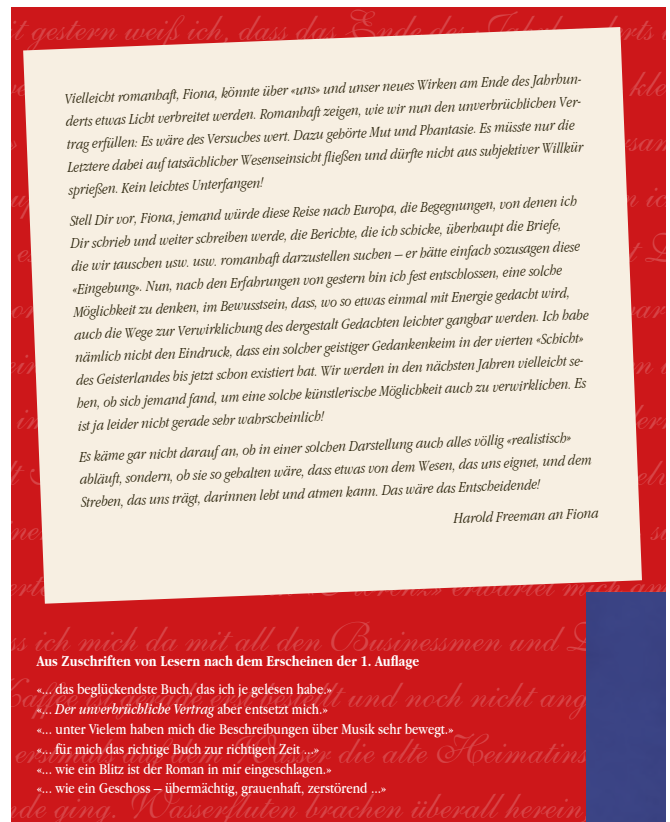 Vielleicht romanhaft, Fiona, könnte über «uns» und unser neues Wirken am Ende des Jahrhun-
derts etwas Licht verbreitet werden. Romanhaft zeigen, wie wir nun den unverbrüchlichen Ver-
trag erfüllen: Es wäre des Versuches wert. Dazu gehörte Mut und Phantasie. Es müsste nur die
Letztere dabei auf tatsächlicher Wesenseinsicht fließen und dürfte nicht aus subjektiver Willkür
sprießen. Kein leichtes Unterfangen!
Stell Dir vor, Fiona, jemand würde diese Reise nach Europa, die Begegnungen, von denen ich
Dir schrieb und weiter schreiben werde, die Berichte, die ich schicke, überhaupt die Briefe,
die wir tauschen usw. usw. romanhaft darzustellen suchen – er hätte einfach sozusagen diese
«Eingebung». Nun, nach den Erfahrungen von gestern bin ich fest entschlossen, eine solche
Möglichkeit zu denken, im Bewusstsein, dass, wo so etwas einmal mit Energie gedacht wird,
auch die Wege zur Verwirklichung des dergestalt Gedachten leichter gangbar werden. Ich habe
nämlich nicht den Eindruck, dass ein solcher geistiger Gedankenkeim in der vierten «Schicht»
des Geisterlandes bis jetzt schon existiert hat. Wir werden in den nächsten Jahren vielleicht se-
hen, ob sich jemand fand, um eine solche künstlerische Möglichkeit auch zu verwirklichen. Es
ist ja leider nicht gerade sehr wahrscheinlich!
Es käme gar nicht darauf an, ob in einer solchen Darstellung auch alles völlig «realistisch»
abläuft, sondern, ob sie so gehalten wäre, dass etwas von dem Wesen, das uns eignet, und dem
Streben, das uns trägt, darinnen lebt und atmen kann. Das wäre das Entscheidende!
Harold Freeman an Fiona
ss ich mich da mit all den Businessmen und
Aus Zuschriften von Lesern nach dem Erscheinen der 1. Auflage
«... das beglückendste Buch, das ich je gelesen habe.»
«... Der unverbrüchliche Vertrag aber entsetzt mich.»
«... unter Vielem haben mich die Beschreibungen über Musik sehr bewegt.»
«... für mich das richtige Buch zur richtigen Zeit ...»
«... wie ein Blitz ist der Roman in mir eingeschlagen.»
«... wie ein Geschoss – übermächtig, grauenhaft, zerstörend ...»
nde ging. Wasserfluten brachen überall herein